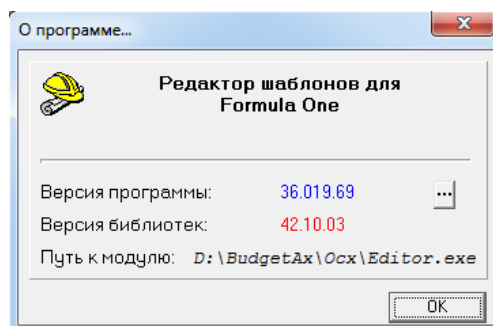 О программе...
Редактор шаблонов для
Formula One
Версия программы: 36.019.69 ...
Версия библиотек: 42.10.03
Путь к модулю: D:\BudgetAx\Ocx\Editor.exe
OK